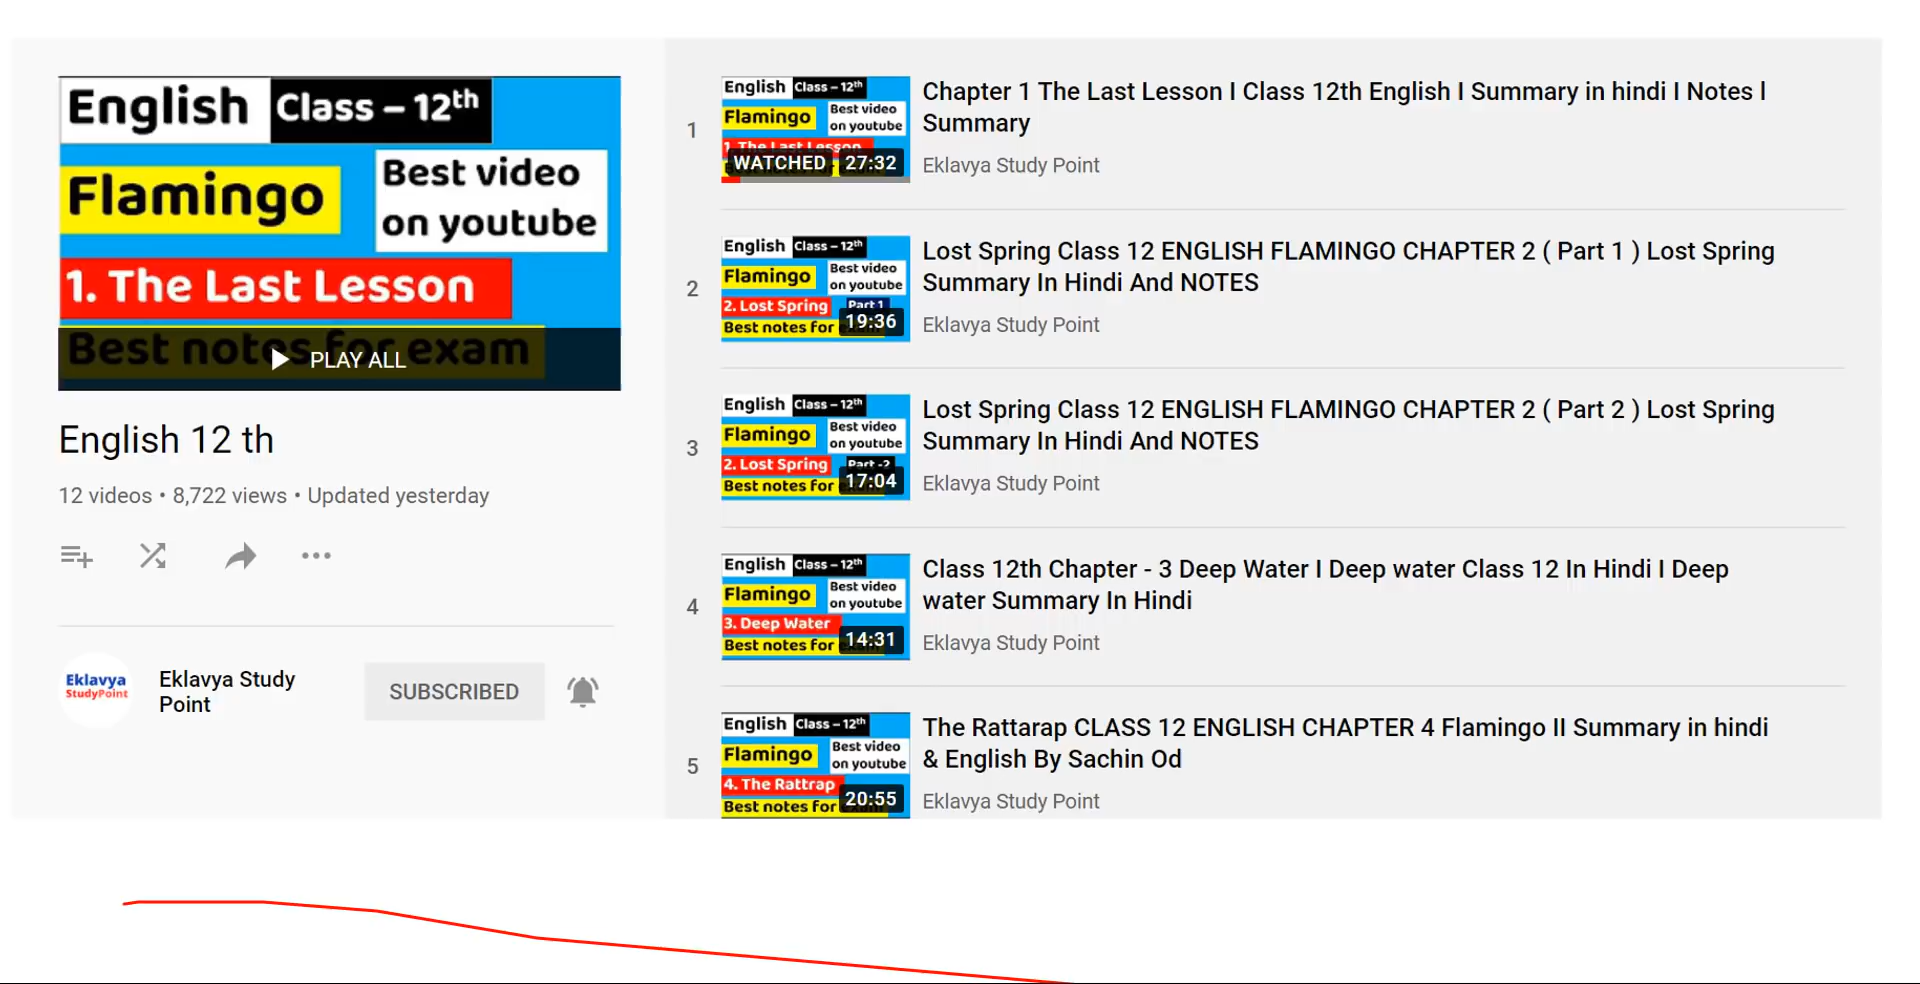 English Class – 12th
Flamingo
Best video
on youtube
1. The Last Lesson
Best notes for exam
PLAY ALL
English 12 th
12 videos • 8,722 views • Updated yesterday
Eklavya
StudyPoint
Eklavya Study
Point
SUBSCRIBED
1
English Class – 12th
Flamingo
Best video
on youtube
1. The Last Lesson
WATCHED 27:32
Chapter 1 The Last Lesson I Class 12th English I Summary in hindi I Notes I
Summary
Eklavya Study Point
2
English Class – 12th
Flamingo
Best video
on youtube
2. Lost Spring Part 1
Best notes for
19:36
Lost Spring Class 12 ENGLISH FLAMINGO CHAPTER 2 ( Part 1 ) Lost Spring
Summary In Hindi And NOTES
Eklavya Study Point
3
English Class – 12th
Flamingo
Best video
on youtube
2. Lost Spring Part -2
Best notes for
17:04
Lost Spring Class 12 ENGLISH FLAMINGO CHAPTER 2 ( Part 2 ) Lost Spring
Summary In Hindi And NOTES
Eklavya Study Point
4
English Class – 12th
Flamingo
Best video
on youtube
3. Deep Water
Best notes for
14:31
Class 12th Chapter - 3 Deep Water I Deep water Class 12 In Hindi I Deep
water Summary In Hindi
Eklavya Study Point
5
English Class – 12th
Flamingo
Best video
on youtube
4. The Rattrap
Best notes for
20:55
The Rattarap CLASS 12 ENGLISH CHAPTER 4 Flamingo II Summary in hindi
& English By Sachin Od
Eklavya Study Point